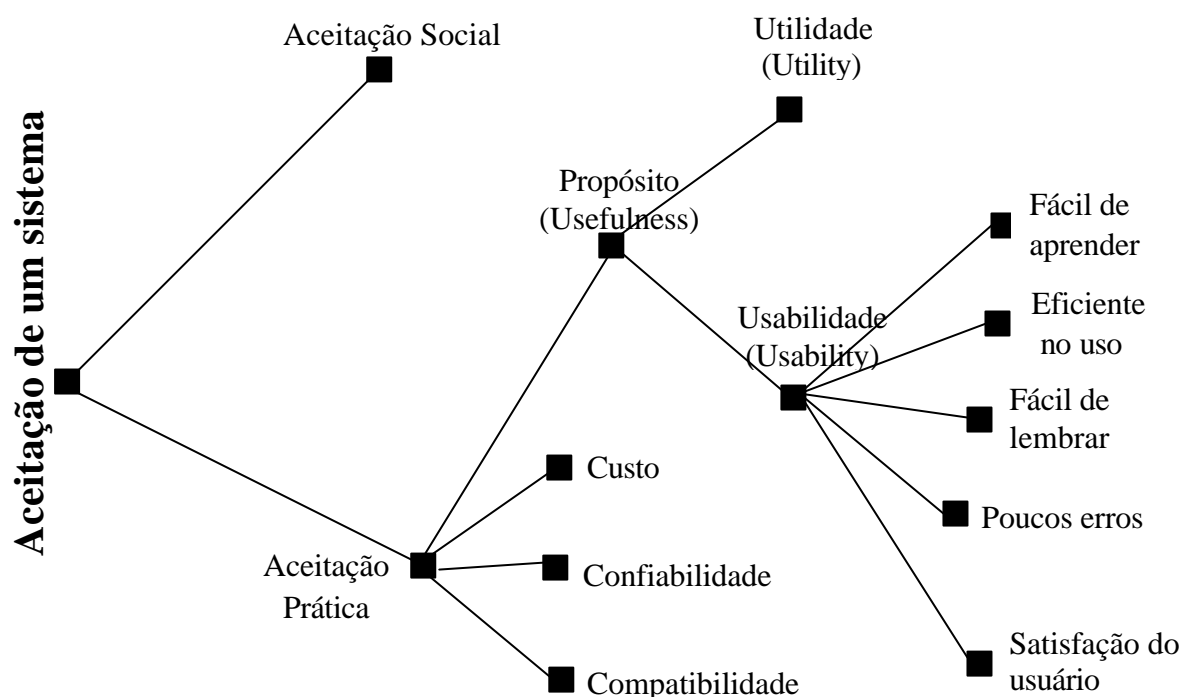 Aceitação de um sistema
Aceitação Social
Utilidade
(Utility)
Propósito
(Usefulness)
Fácil de
aprender
Usabilidade
(Usability)
Eficiente
no uso
Fácil de
lembrar
Custo
Poucos erros
Aceitação
Prática
Confiabilidade
Satisfação do
usuário
Compatibilidade